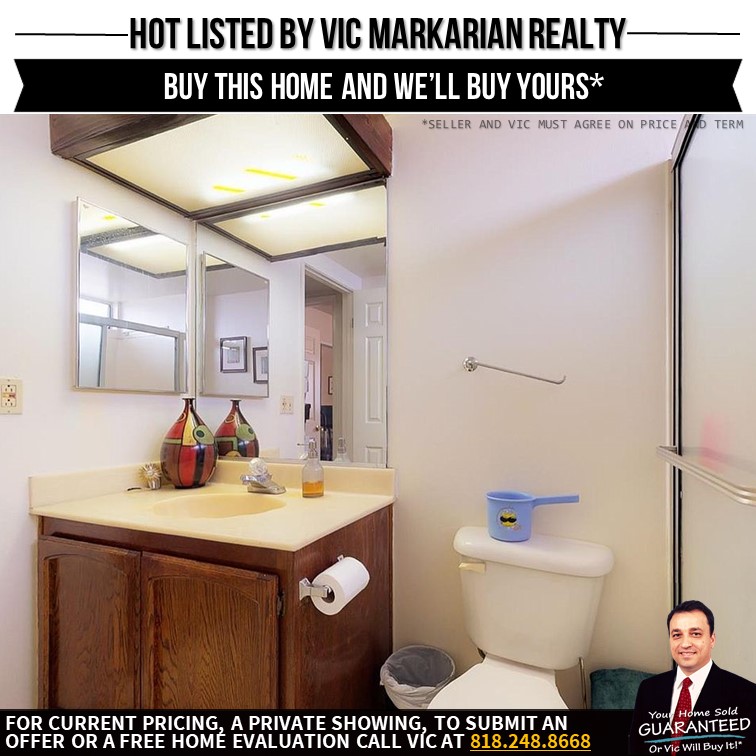 HOT LISTED BY VIC MARKARIAN REALTY
BUY THIS HOME AND WE'LL BUY YOURS*
*SELLER AND VIC MUST AGREE ON PRICE AND TERM
Your Home Sold
GUARANTEED
Or Vic Will Buy It!*
FOR CURRENT PRICING, A PRIVATE SHOWING, TO SUBMIT AN
OFFER OR A FREE HOME EVALUATION CALL VIC AT 818.248.8668